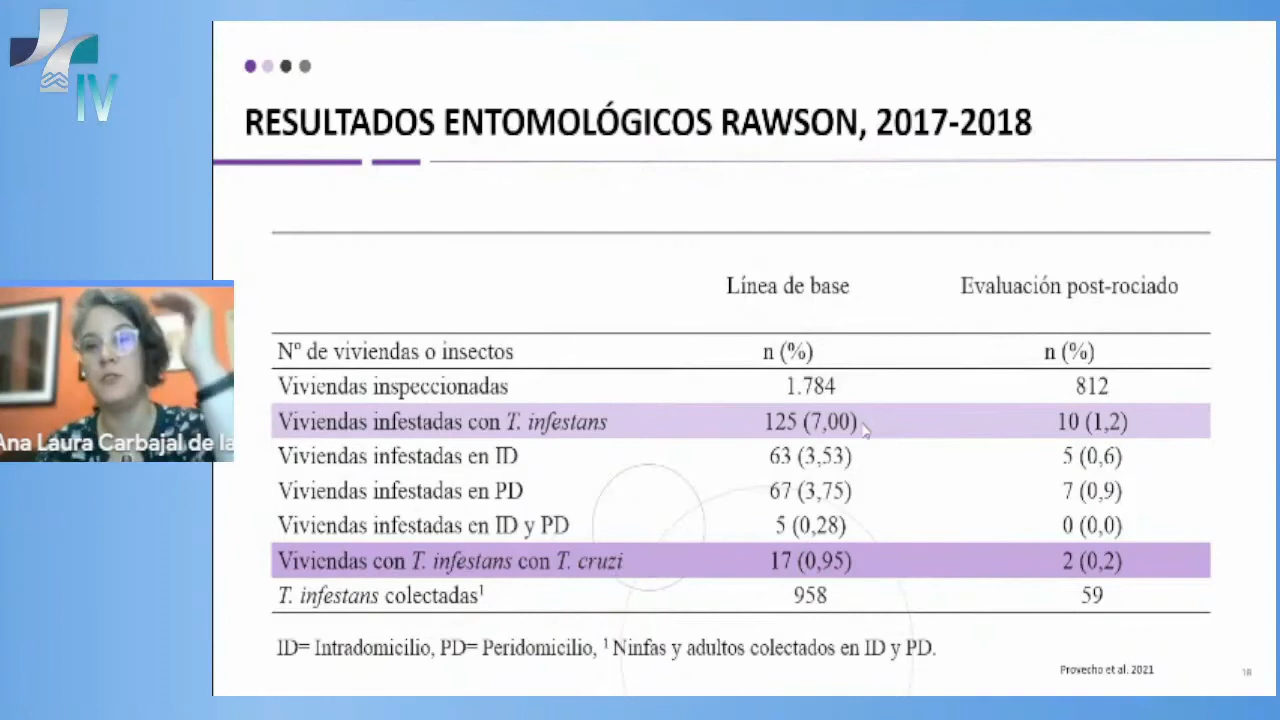 IV
RESULTADOS ENTOMOLÓGICOS RAWSON, 2017-2018
Línea de base Evaluación post-rociado
Nº de viviendas o insectos n (%) n (%)
Viviendas inspeccionadas 1.784 812
Viviendas infestadas con T. infestans 125 (7,00) 10 (1,2)
Viviendas infestadas en ID 63 (3,53) 5 (0,6)
Viviendas infestadas en PD 67 (3,75) 7 (0,9)
Viviendas infestadas en ID y PD 5 (0,28) 0 (0,0)
Viviendas con T. infestans con T. cruzi 17 (0,95) 2 (0,2)
T. infestans colectadas¹ 958 59
ID= Intradomicilio, PD= Peridomicilio, ¹ Ninfas y adultos colectados en ID y PD.
Provecho et al. 2021
18
Ana Laura Carbajal de la